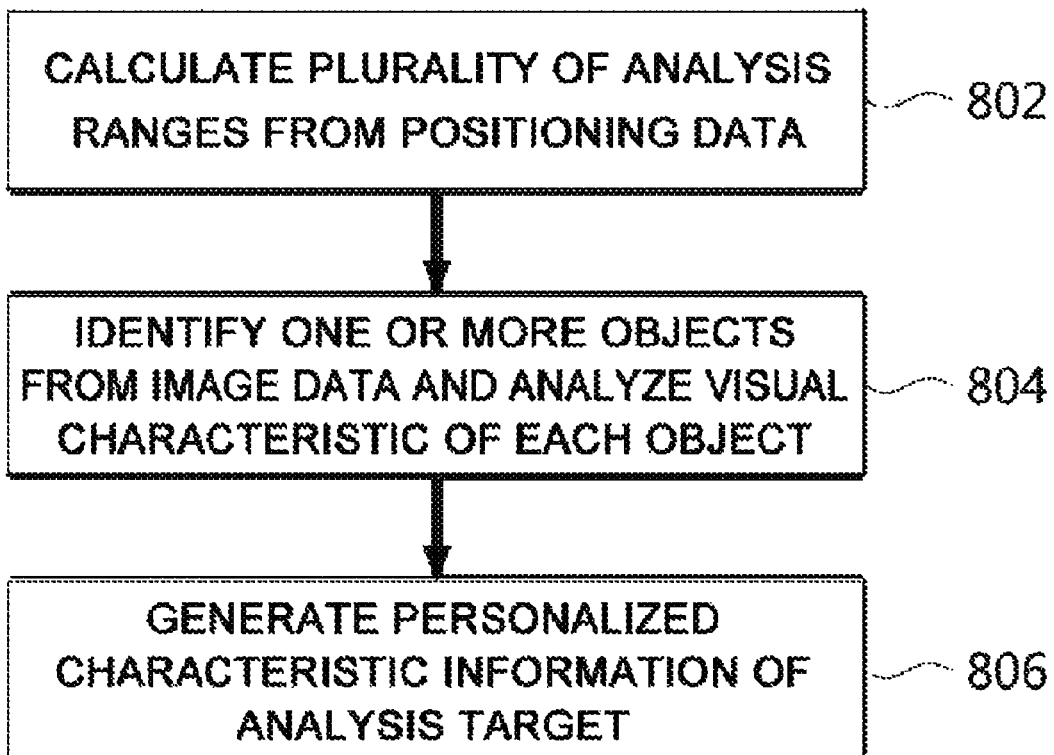 CALCULATE PLURALITY OF ANALYSIS
RANGES FROM POSITIONING DATA
802
IDENTIFY ONE OR MORE OBJECTS
FROM IMAGE DATA AND ANALYZE VISUAL
CHARACTERISTIC OF EACH OBJECT
804
GENERATE PERSONALIZED
CHARACTERISTIC INFORMATION OF
ANALYSIS TARGET
806